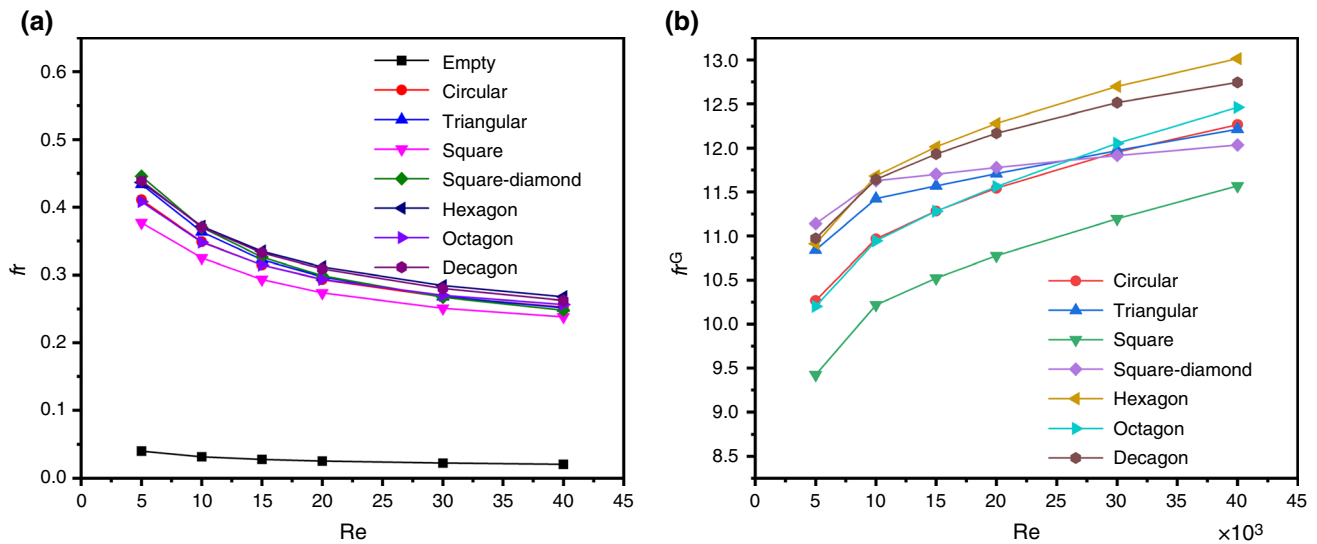 (a)
0.6
0.5
0.4
0.3
0.2
0.1
0.0
fr
0 5 10 15 20 25 30 35 40 45
Re
Empty
Circular
Triangular
Square
Square-diamond
Hexagon
Octagon
Decagon
(b)
13.0
12.5
12.0
11.5
11.0
10.5
10.0
9.5
9.0
8.5
frG
0 5 10 15 20 25 30 35 40 45
Re
×10³
Circular
Triangular
Square
Square-diamond
Hexagon
Octagon
Decagon